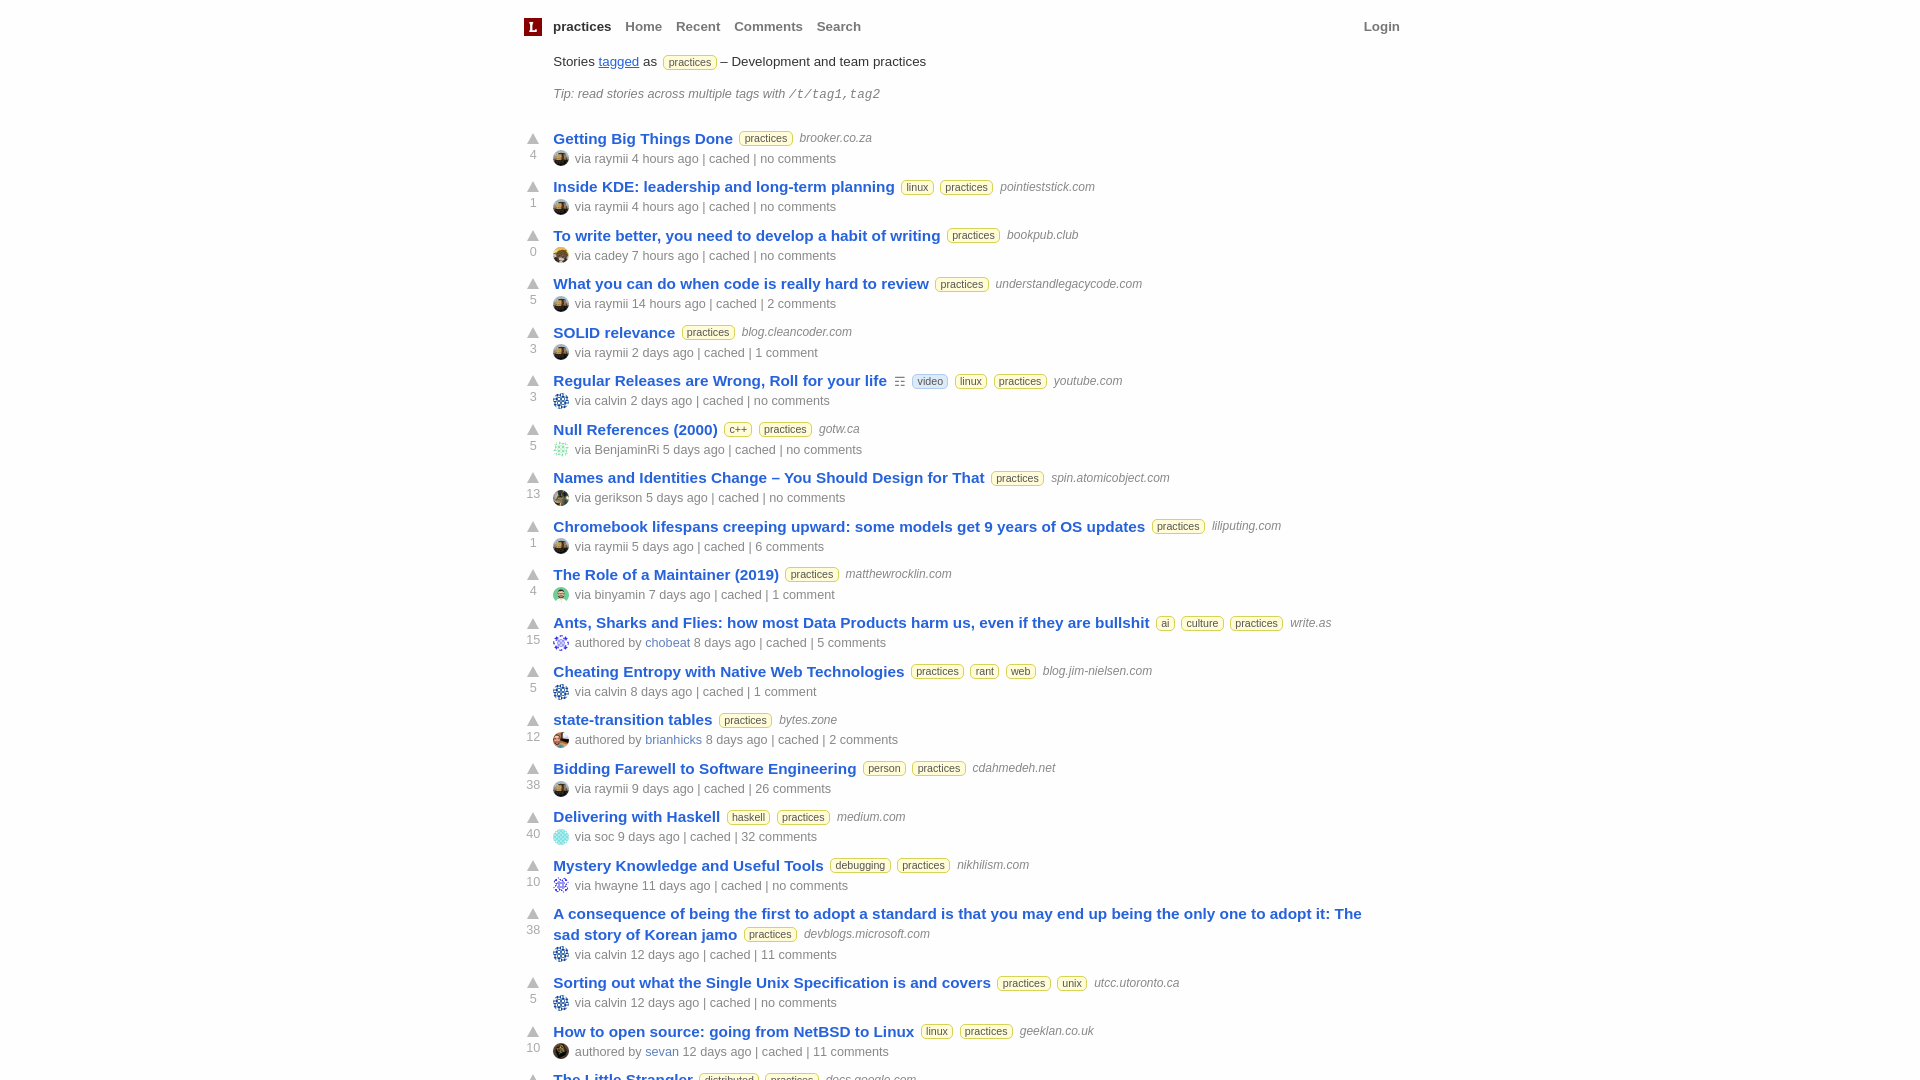 L practices Home Recent Comments Search Login
Stories tagged as practices – Development and team practices
Tip: read stories across multiple tags with /t/tag1,tag2
Getting Big Things Done practices brooker.co.za
4
via raymii 4 hours ago | cached | no comments
Inside KDE: leadership and long-term planning linux practices pointieststick.com
1
via raymii 4 hours ago | cached | no comments
To write better, you need to develop a habit of writing practices bookpub.club
0
via cadey 7 hours ago | cached | no comments
What you can do when code is really hard to review practices understandlegacycode.com
5
via raymii 14 hours ago | cached | 2 comments
SOLID relevance practices blog.cleancoder.com
3
via raymii 2 days ago | cached | 1 comment
Regular Releases are Wrong, Roll for your life ☶ video linux practices youtube.com
3
via calvin 2 days ago | cached | no comments
Null References (2000) c++ practices gotw.ca
5
via BenjaminRi 5 days ago | cached | no comments
Names and Identities Change – You Should Design for That practices spin.atomicobject.com
13
via gerikson 5 days ago | cached | no comments
Chromebook lifespans creeping upward: some models get 9 years of OS updates practices liliputing.com
1
via raymii 5 days ago | cached | 6 comments
The Role of a Maintainer (2019) practices matthewrocklin.com
4
via binyamin 7 days ago | cached | 1 comment
Ants, Sharks and Flies: how most Data Products harm us, even if they are bullshit ai culture practices write.as
15
authored by chobeat 8 days ago | cached | 5 comments
Cheating Entropy with Native Web Technologies practices rant web blog.jim-nielsen.com
5
via calvin 8 days ago | cached | 1 comment
state-transition tables practices bytes.zone
12
authored by brianhicks 8 days ago | cached | 2 comments
Bidding Farewell to Software Engineering person practices cdahmedeh.net
38
via raymii 9 days ago | cached | 26 comments
Delivering with Haskell haskell practices medium.com
40
via soc 9 days ago | cached | 32 comments
Mystery Knowledge and Useful Tools debugging practices nikhilism.com
10
via hwayne 11 days ago | cached | no comments
A consequence of being the first to adopt a standard is that you may end up being the only one to adopt it: The
38
sad story of Korean jamo practices devblogs.microsoft.com
via calvin 12 days ago | cached | 11 comments
Sorting out what the Single Unix Specification is and covers practices unix utcc.utoronto.ca
5
via calvin 12 days ago | cached | no comments
How to open source: going from NetBSD to Linux linux practices geeklan.co.uk
10
authored by sevan 12 days ago | cached | 11 comments
The Little Strangler distributed practices docs.google.com